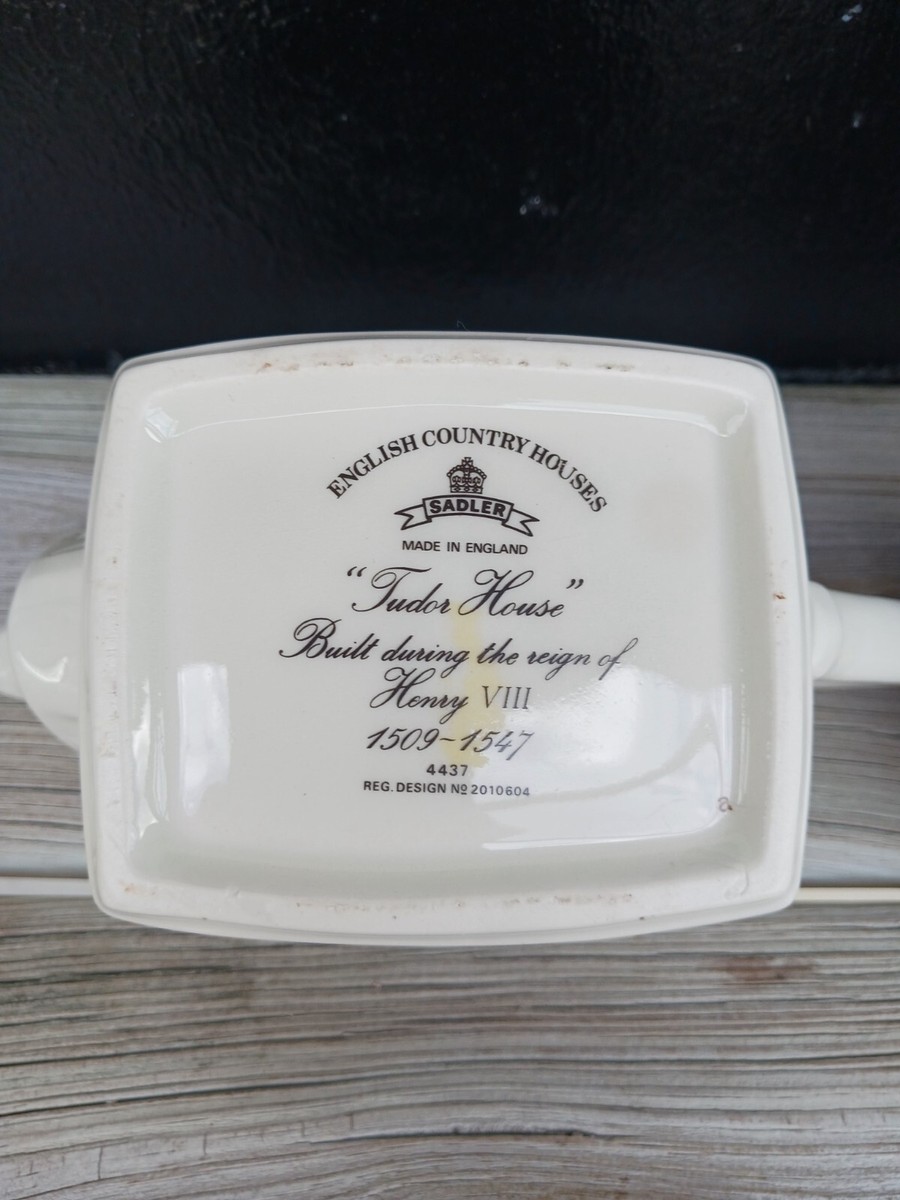 ENGLISH COUNTRY HOUSES
SADLER
MADE IN ENGLAND
“Tudor House”
Built during the reign of
Henry VIII
1509-1547
4437
REG. DESIGN Nº 2010604